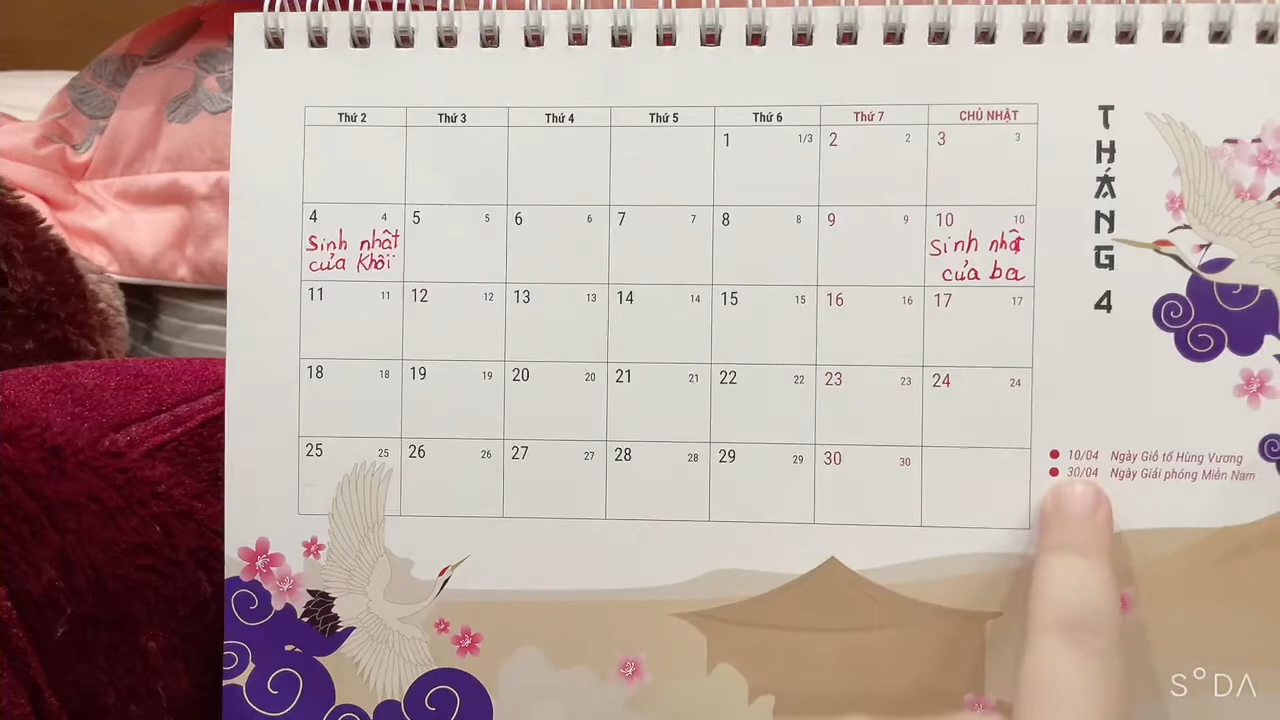 Thứ 2 Thứ 3 Thứ 4 Thứ 5 Thứ 6 Thứ 7 CHỦ NHẬT
1 1/3 2 2 3 3
4 4 5 5 6 6 7 7 8 8 9 9 10 10
Sinh nhật
của Khôi
Sinh nhật
của ba
11 11 12 12 13 13 14 14 15 15 16 16 17 17
18 18 19 19 20 20 21 21 22 22 23 23 24 24
25 25 26 26 27 27 28 28 29 29 30 30
THÁNG 4
10/04 Ngày Giỗ tổ Hùng Vương
30/04 Ngày Giải phóng Miền Nam
SODA